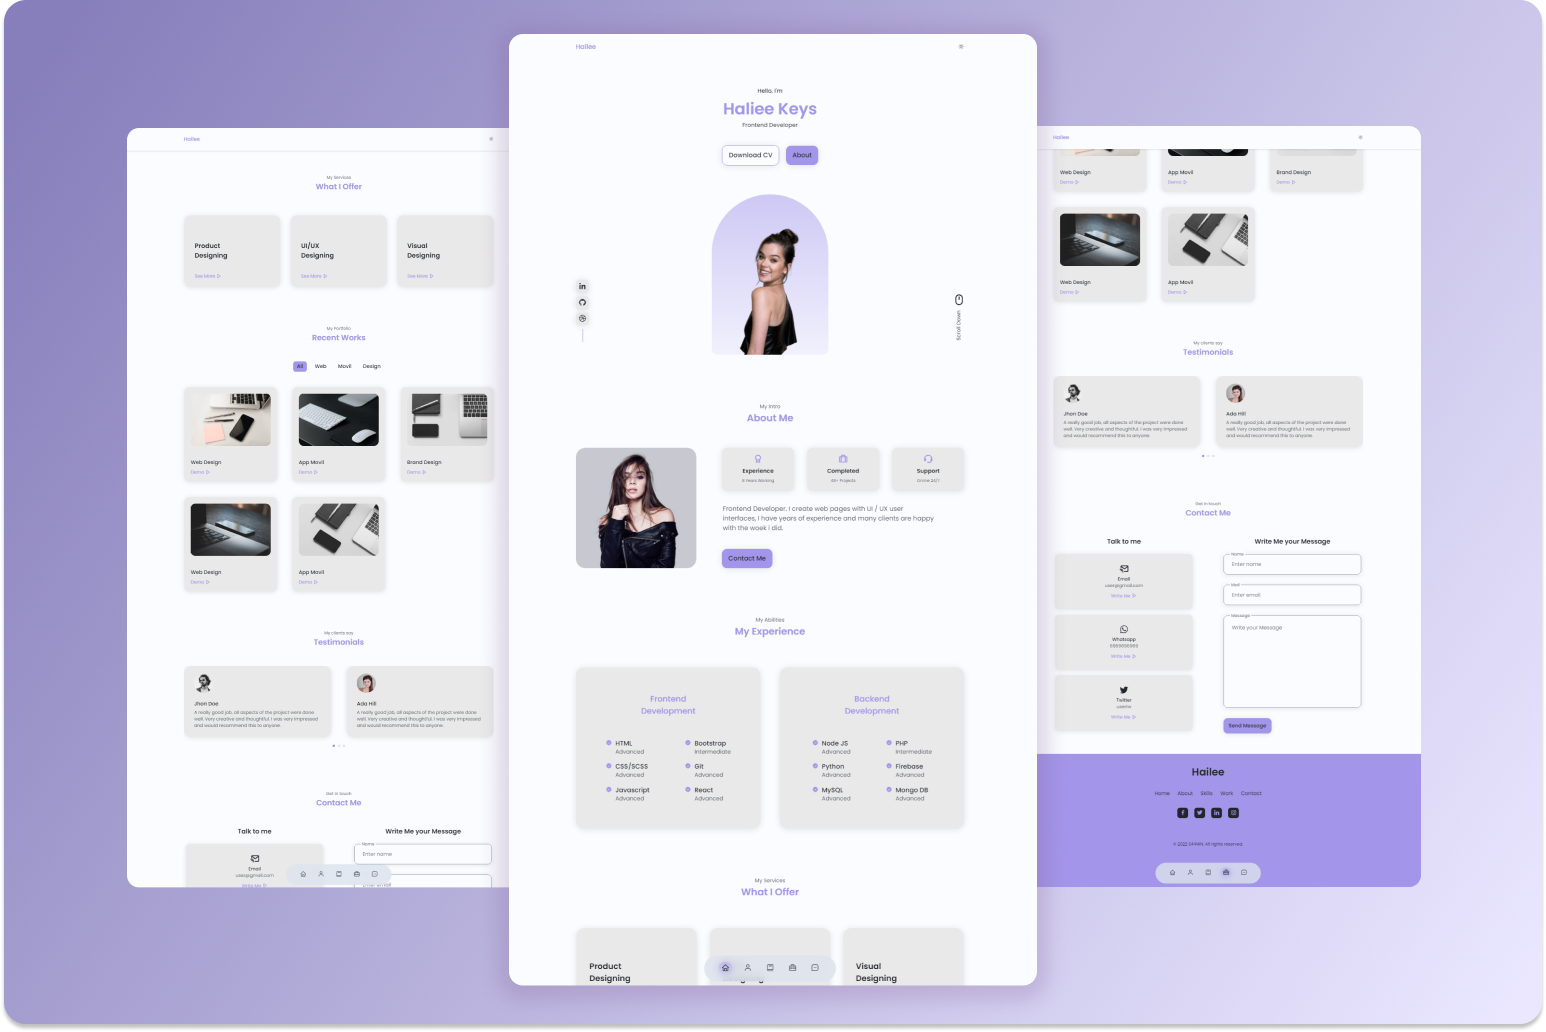 Hailee
My Services
What I Offer
Product
Designing
See More
UI/UX
Designing
See More
Visual
Designing
See More
My Portfolio
Recent Works
All
Web
Movil
Design
Web Design
Demo
App Movil
Demo
Brand Design
Demo
Web Design
Demo
App Movil
Demo
My clients say
Testimonials
Jhon Doe
A really good job, all aspects of the project were done
well. Very creative and thoughtful. I was very impressed
and would recommend this to anyone.
Ada Hill
A really good job, all aspects of the project were done
well. Very creative and thoughtful. I was very impressed
and would recommend this to anyone.
Get in touch
Contact Me
Talk to me
Email
user@gmail.com
Write Me
Write Me your Message
Name
Enter name
Enter email
Hailee
Hello, I'm
Haliee Keys
Frontend Developer
Download CV
About
Scroll Down
My Intro
About Me
Experience
8 Years Working
Completed
48+ Projects
Support
Online 24/7
Frontend Developer. I create web pages with UI / UX user
interfaces, I have years of experience and many clients are happy
with the week i did.
Contact Me
My Abilities
My Experience
Frontend
Development
HTML
Advanced
CSS/SCSS
Advanced
Javascript
Advanced
Bootstrap
Intermediate
Git
Advanced
React
Advanced
Backend
Development
Node JS
Advanced
Python
Advanced
MySQL
Advanced
PHP
Intermediate
Firebase
Advanced
Mongo DB
Advanced
My Services
What I Offer
Product
Designing
Visual
Designing
Hailee
Web Design
Demo
App Movil
Demo
Brand Design
Demo
Web Design
Demo
App Movil
Demo
My clients say
Testimonials
Jhon Doe
A really good job, all aspects of the project were done
well. Very creative and thoughtful. I was very impressed
and would recommend this to anyone.
Ada Hill
A really good job, all aspects of the project were done
well. Very creative and thoughtful. I was very impressed
and would recommend this to anyone.
Get in touch
Contact Me
Talk to me
Email
user@gmail.com
Write Me
Whatsapp
Write Me
Twitter
Write Me
Write Me your Message
Name
Enter name
Mail
Enter email
Message
Write your Message
Send Message
Hailee
Home
About
Skills
Work
Contact
All rights reserved.